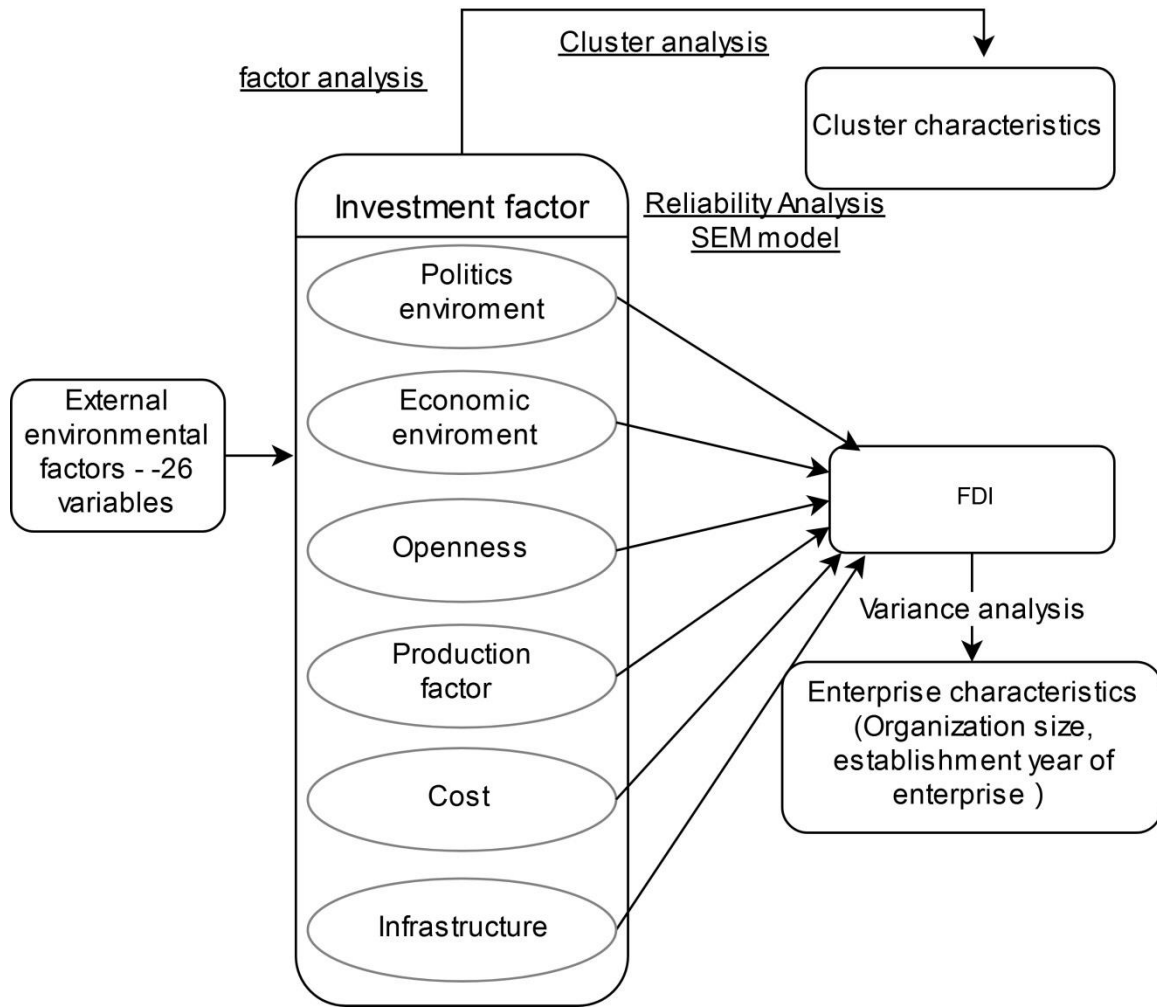 Cluster analysis
factor analysis
Cluster characteristics
Investment factor
Reliability Analysis
SEM model
Politics
enviroment
Economic
enviroment
Openness
Production
factor
Cost
Infrastructure
External
environmental
factors - -26
variables
FDI
Variance analysis
Enterprise characteristics
(Organization size,
establishment year of
enterprise )